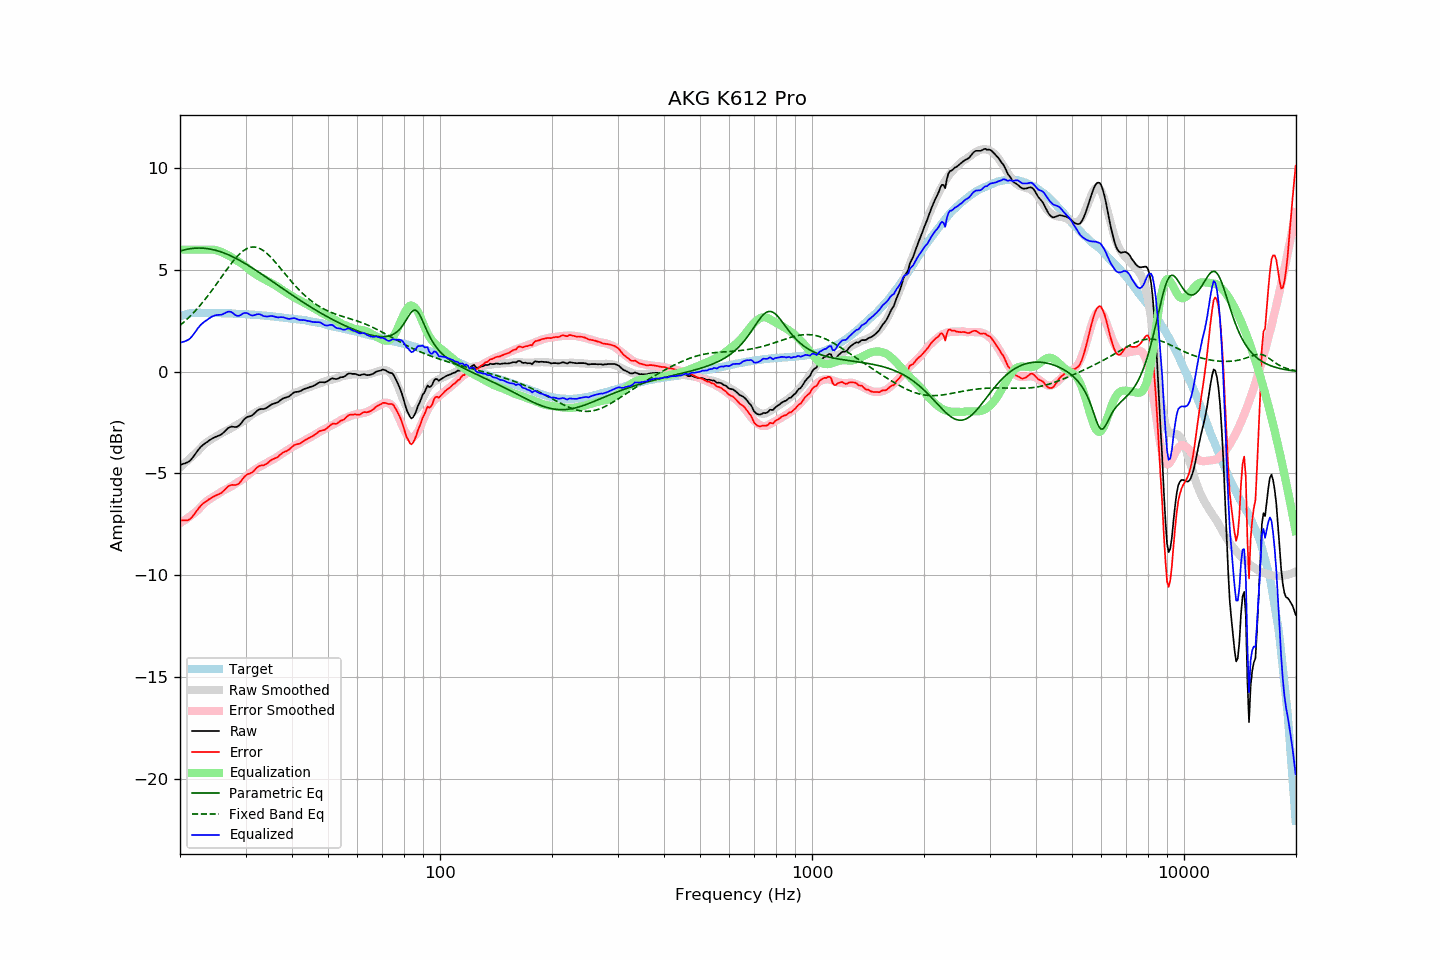 AKG K612 Pro
Amplitude (dBr)
10
5
0
−5
−10
−15
−20
Target
Raw Smoothed
Error Smoothed
Raw
Error
Equalization
Parametric Eq
Fixed Band Eq
Equalized
100
1000
10000
Frequency (Hz)